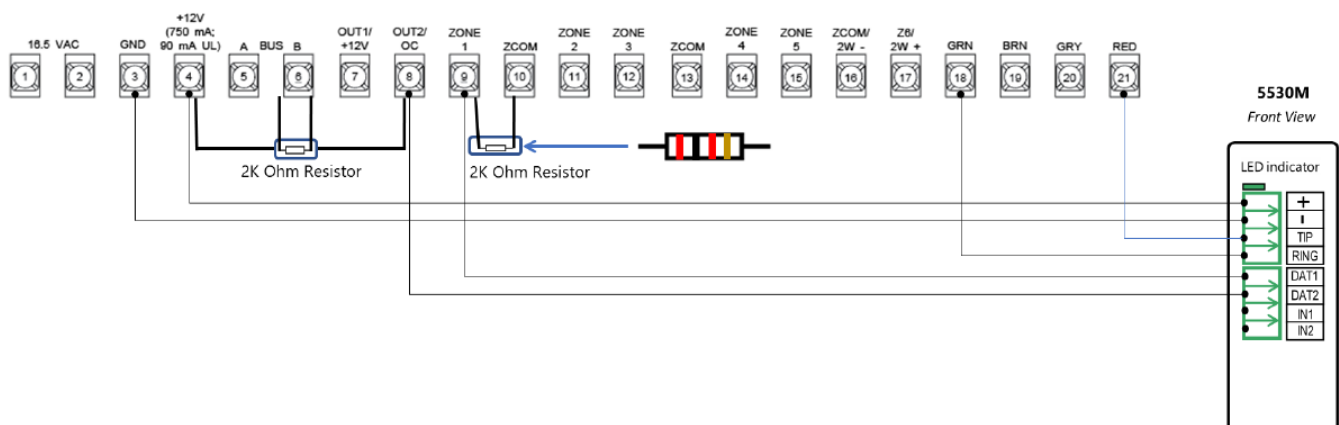 16.5 VAC
GND
+12V
(750 mA;
90 mA UL)
A BUS B
OUT1/
+12V
OUT2/
OC
ZONE
1
ZCOM
ZONE
2
ZONE
3
ZCOM
ZONE
4
ZONE
5
ZCOM/
2W -
Z6/
2W +
GRN
BRN
GRY
RED
1 2 3 4 5 6 7 8 9 10 11 12 13 14 15 16 17 18 19 20 21
2K Ohm Resistor
2K Ohm Resistor
5530M
Front View
LED indicator
+
-
TIP
RING
DAT1
DAT2
IN1
IN2